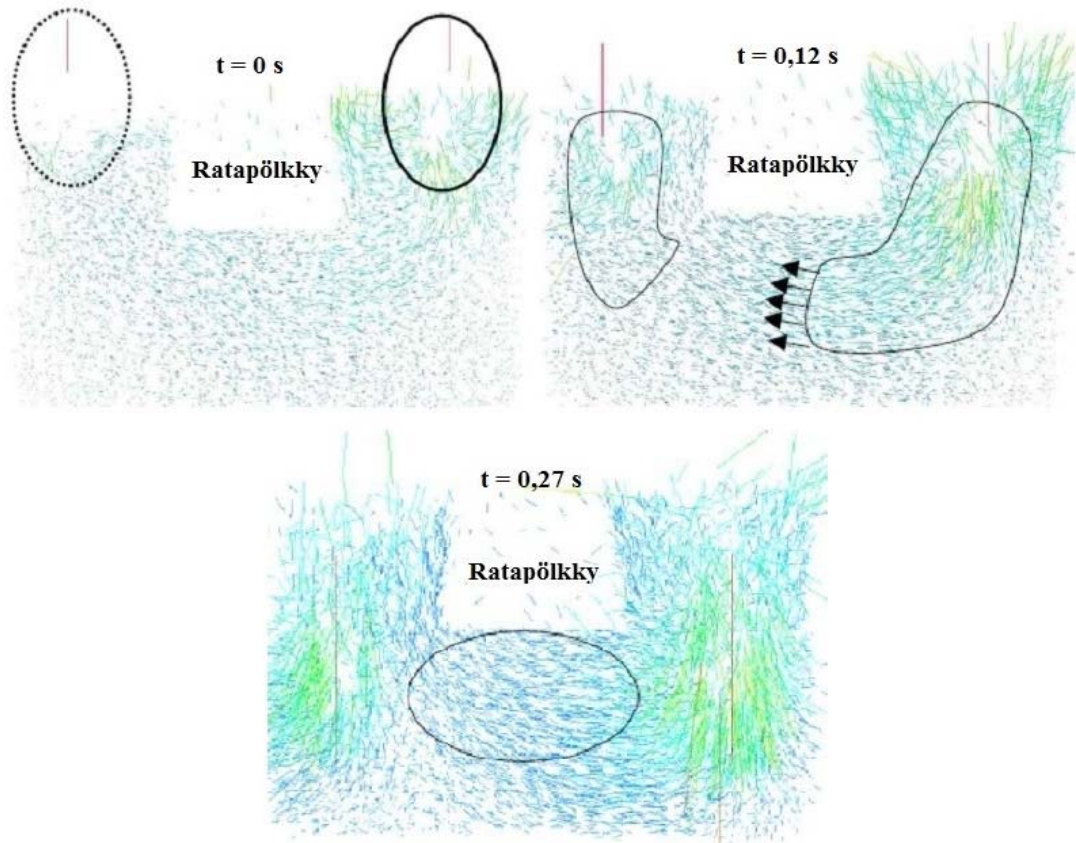 t = 0 s
Ratapölkky
t = 0,12 s
Ratapölkky
t = 0,27 s
Ratapölkky